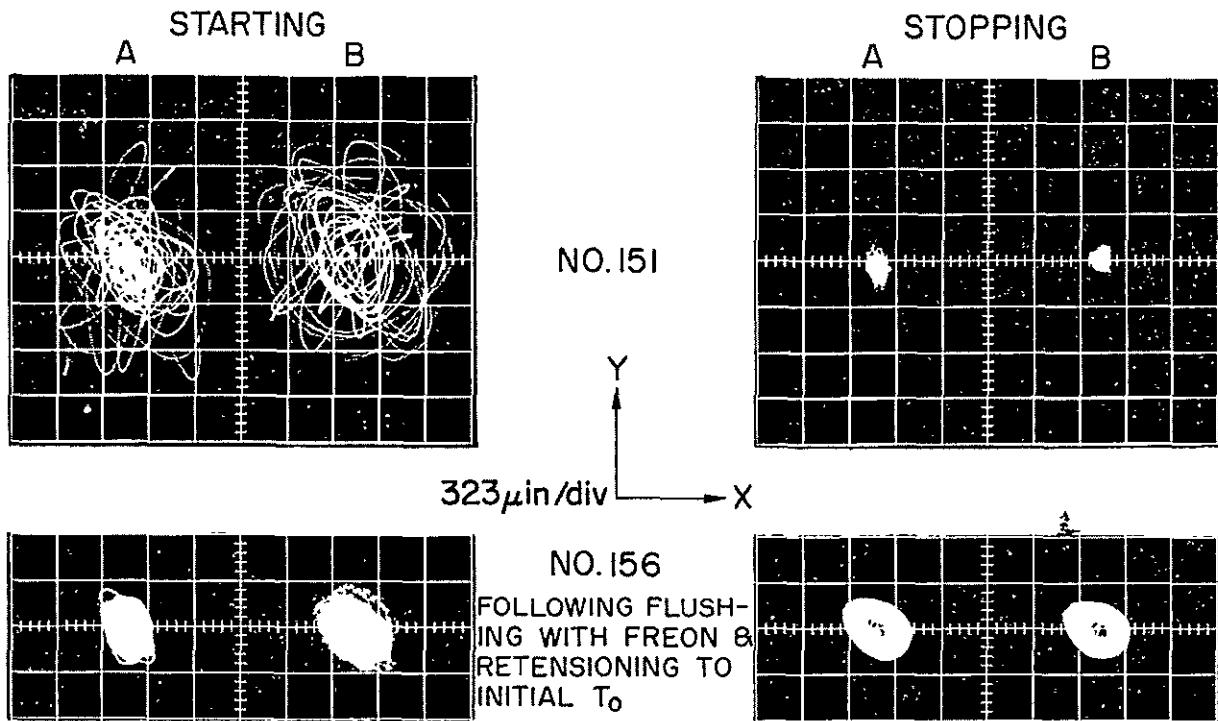 STARTING
A B
STOPPING
A B
NO. 151
Y
323μin/div
X
NO. 156
FOLLOWING FLUSH-
ING WITH FREON &
RETENSIONING TO
INITIAL T₀